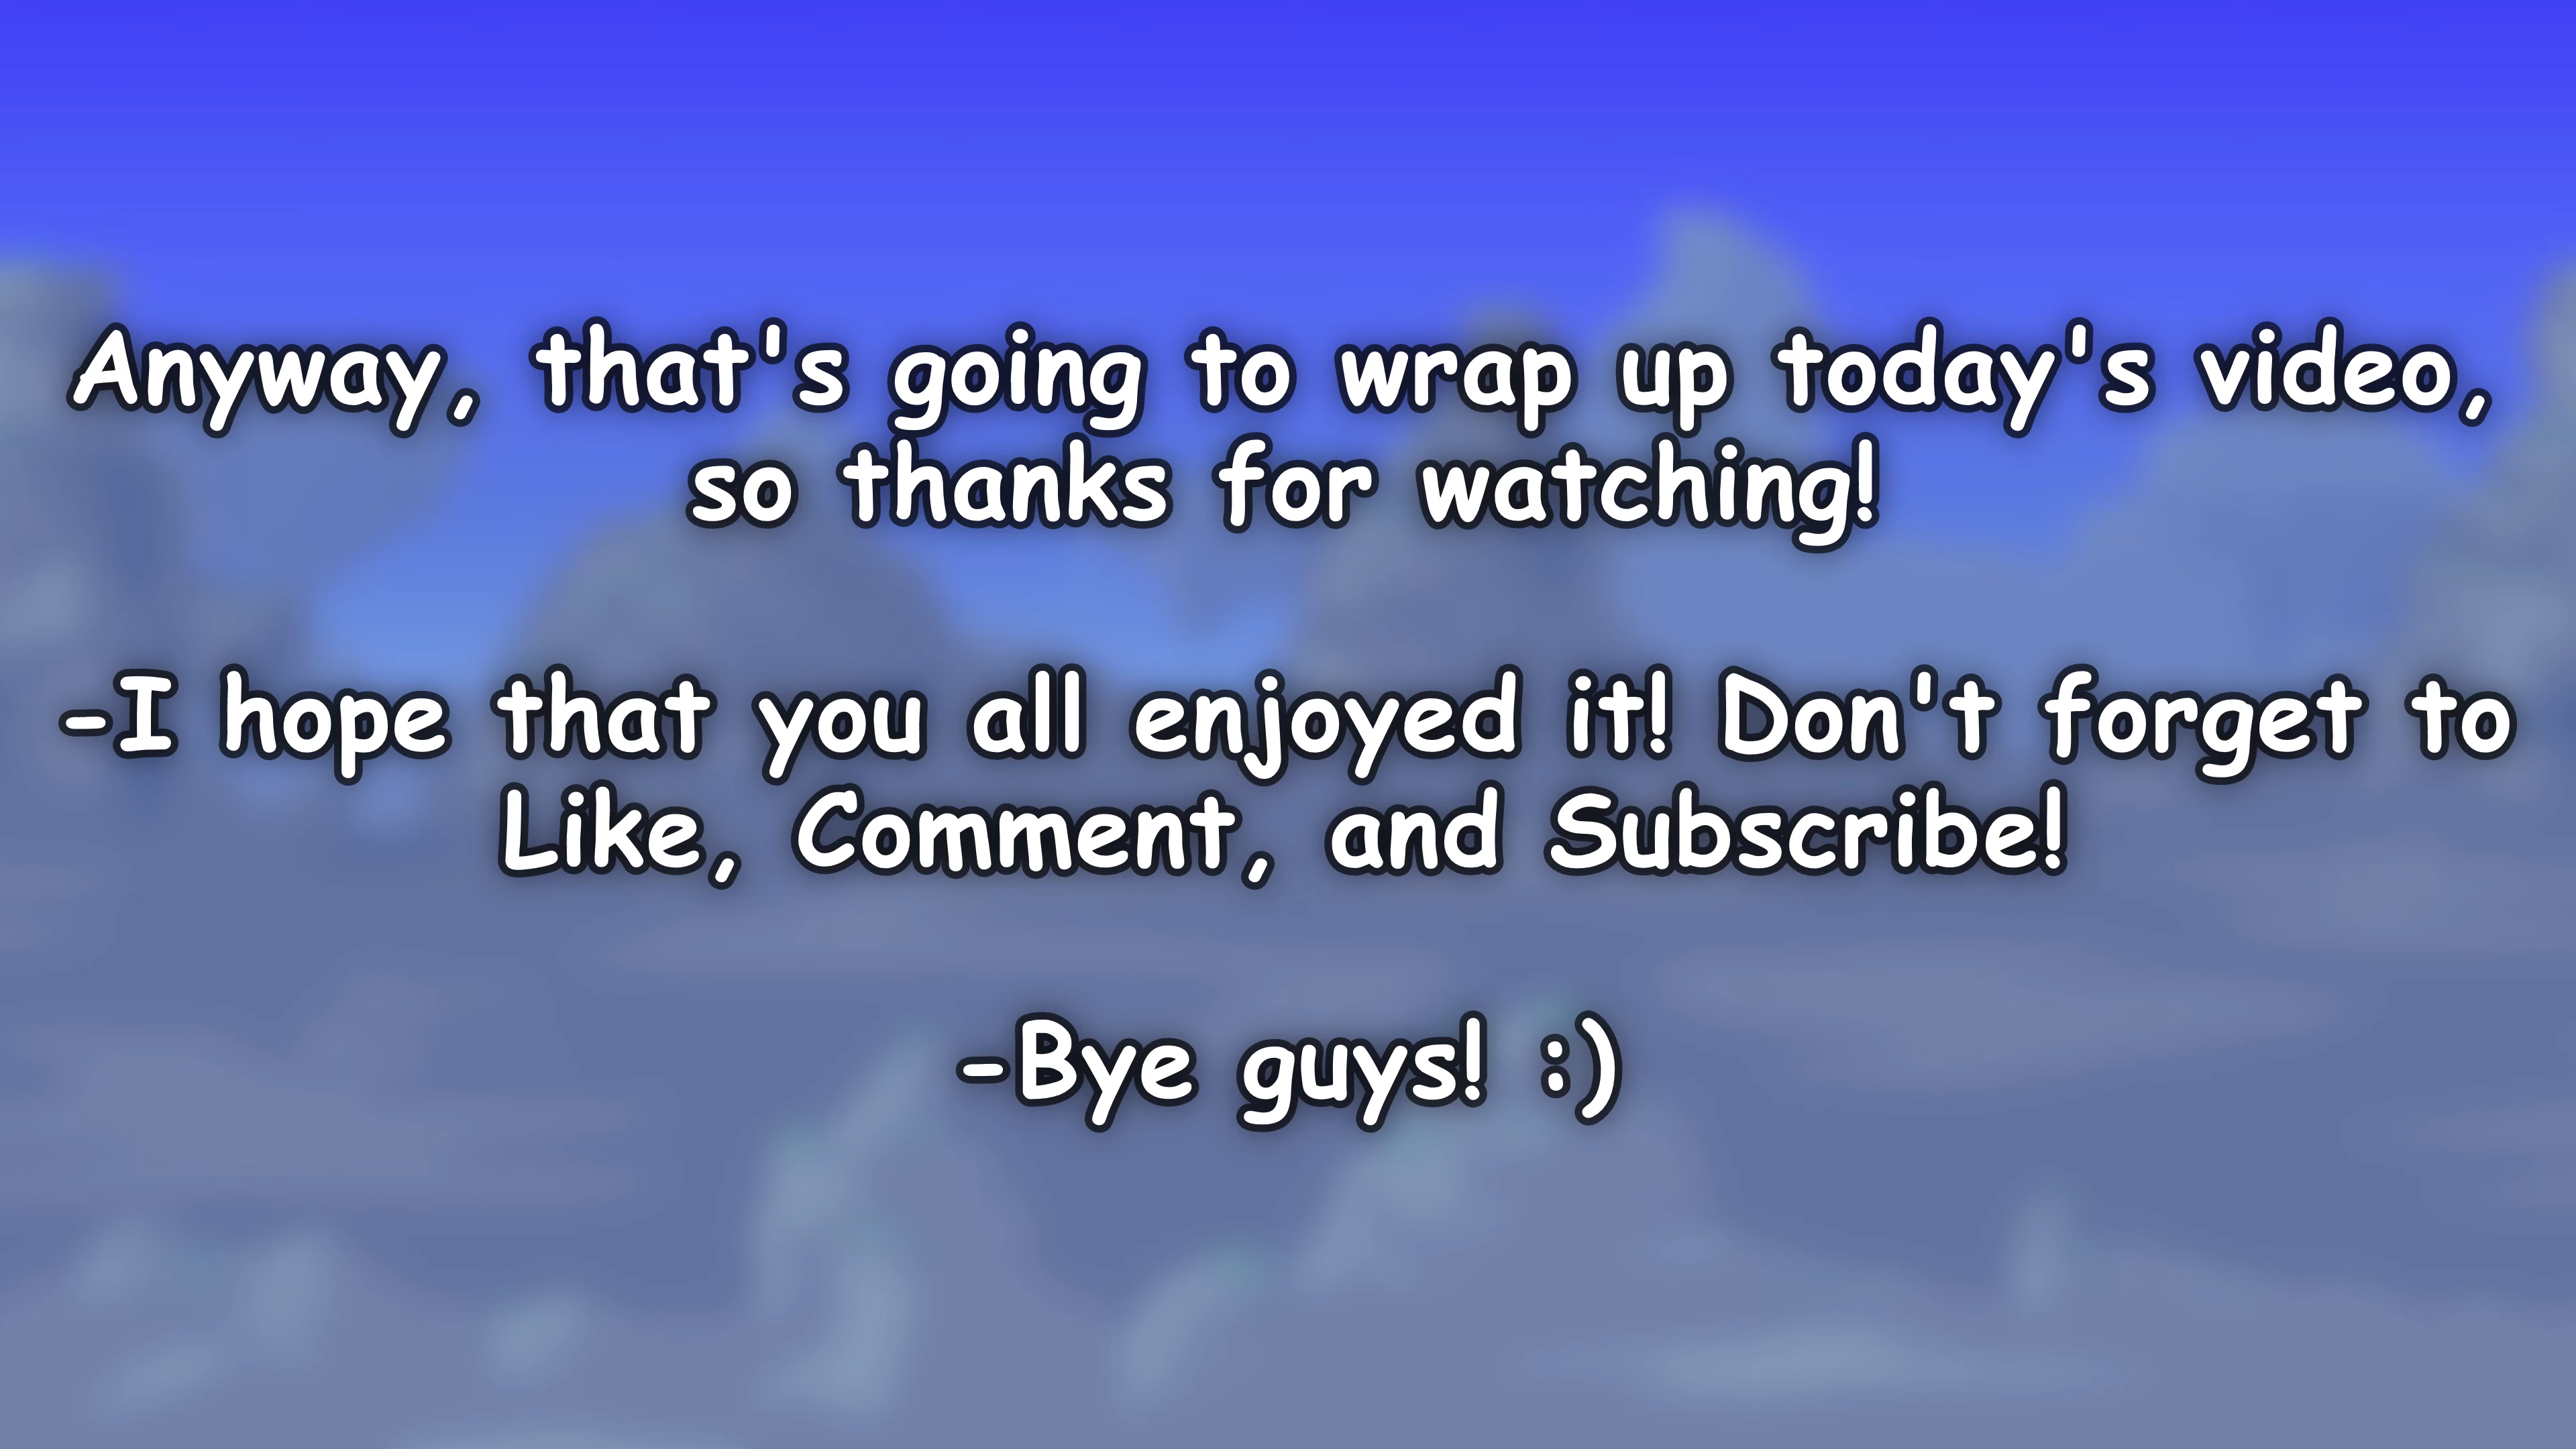 Anyway, that's going to wrap up today's video,
so thanks for watching!
-I hope that you all enjoyed it! Don't forget to
Like, Comment, and Subscribe!
-Bye guys! :)